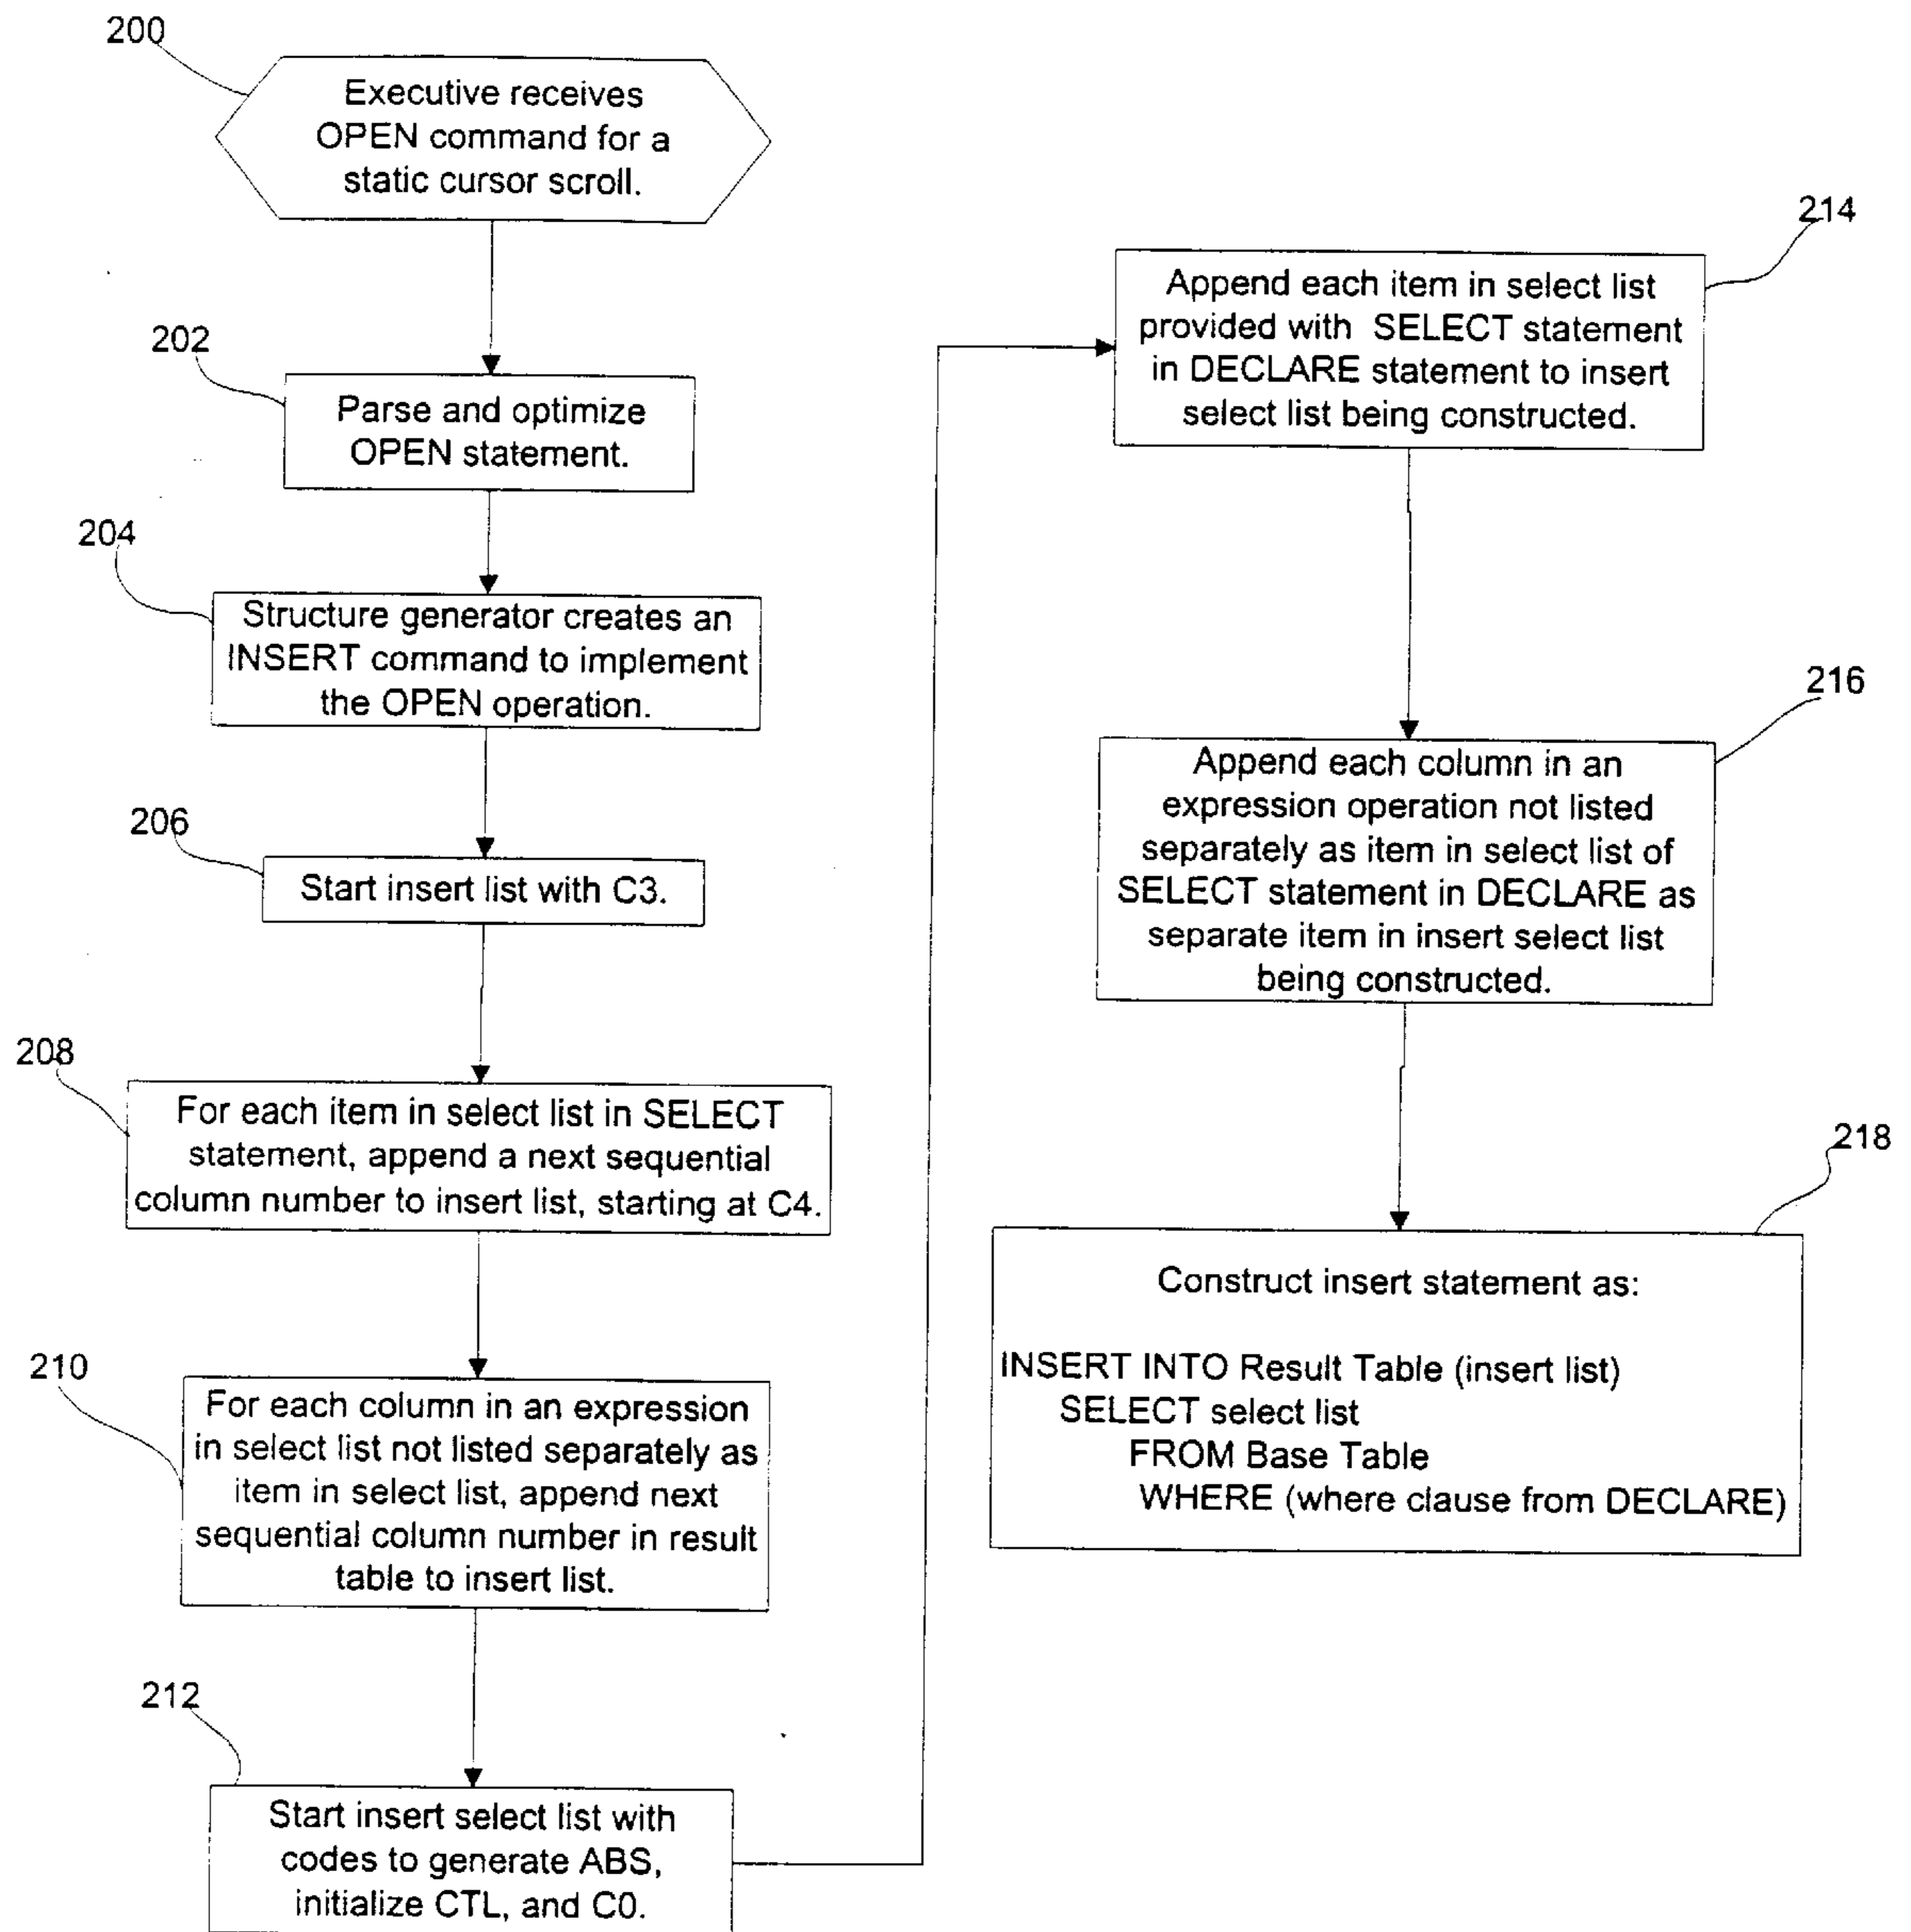 200
Executive receives
OPEN command for a
static cursor scroll.
202
Parse and optimize
OPEN statement.
204
Structure generator creates an
INSERT command to implement
the OPEN operation.
206
Start insert list with C3.
208
For each item in select list in SELECT
statement, append a next sequential
column number to insert list, starting at C4.
210
For each column in an expression
in select list not listed separately as
item in select list, append next
sequential column number in result
table to insert list.
212
Start insert select list with
codes to generate ABS,
initialize CTL, and C0.
214
Append each item in select list
provided with SELECT statement
in DECLARE statement to insert
select list being constructed.
216
Append each column in an
expression operation not listed
separately as item in select list of
SELECT statement in DECLARE as
separate item in insert select list
being constructed.
218
Construct insert statement as:
INSERT INTO Result Table (insert list)
SELECT select list
FROM Base Table
WHERE (where clause from DECLARE)